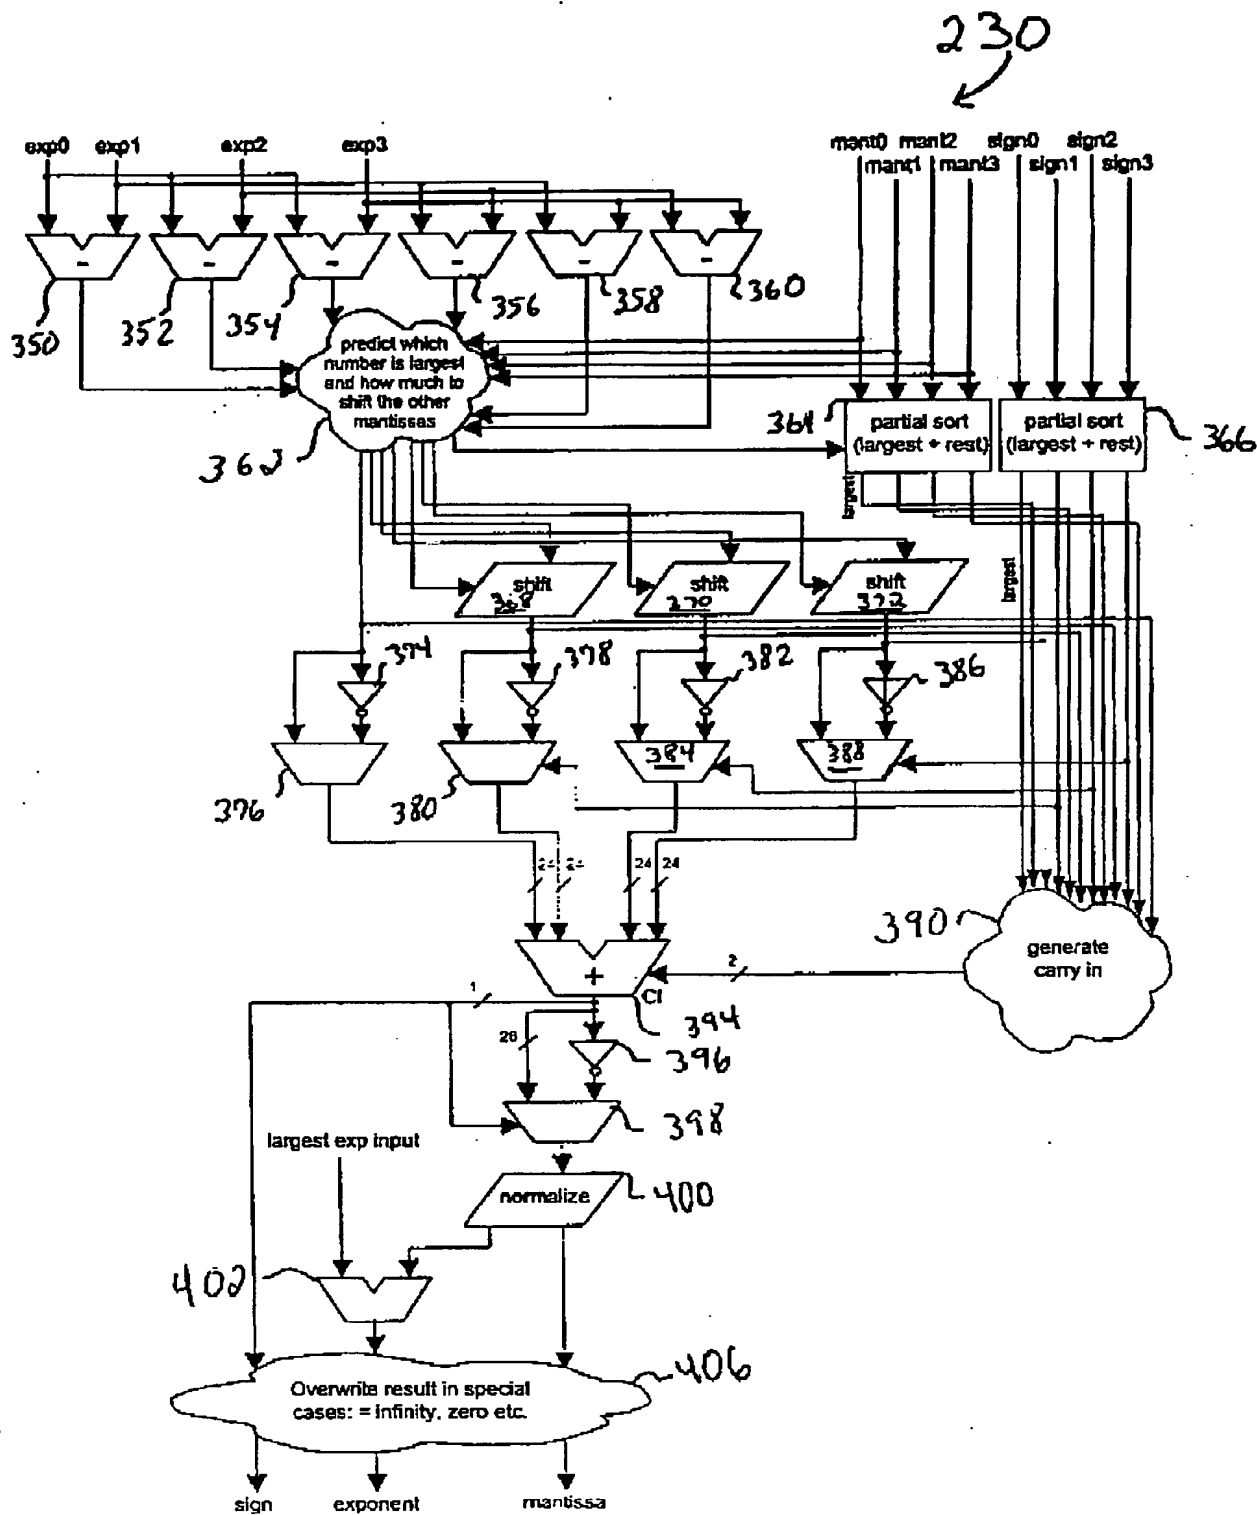 230
exp0 exp1 exp2 exp3
mant0 mant2 sign0 sign2
mant1 mant3 sign1 sign3
-
-
-
-
-
-
350
352
354
356
358
360
predict which
number is largest
and how much to
shift the other
mantissas
362
364
partial sort
(largest + rest)
partial sort
(largest + rest)
366
largest
largest
shift
368
shift
270
shift
372
374
378
382
386
376
380
384
388
24
24
390
generate
carry in
+
2
CI
1
394
26
396
398
largest exp input
normalize
400
402
406
Overwrite result in special
cases: = infinity, zero etc.
sign
exponent
mantissa